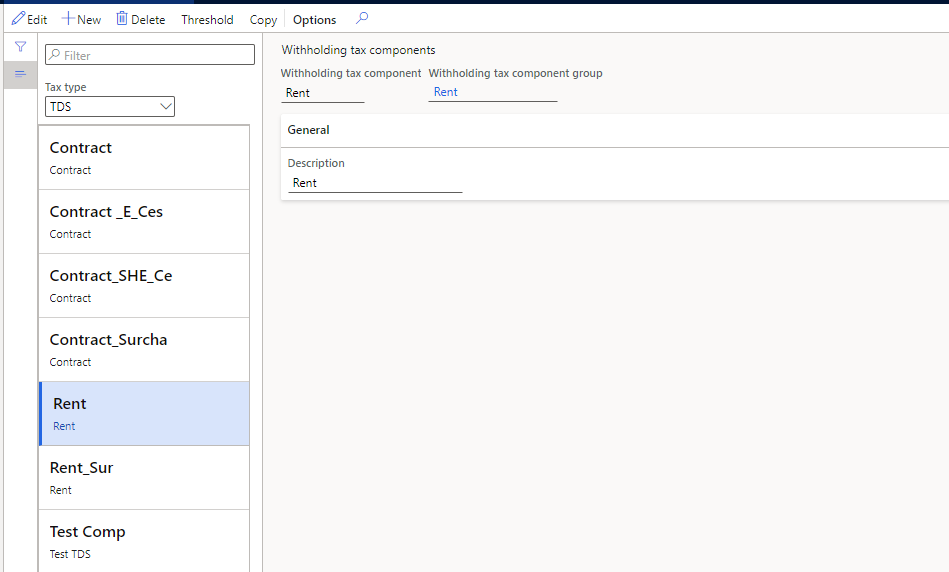 Edit New Delete Threshold Copy Options
Filter
Tax type
TDS
Contract
Contract
Contract _E_Ces
Contract
Contract_SHE_Ce
Contract
Contract_Surcha
Contract
Rent
Rent
Rent_Sur
Rent
Test Comp
Test TDS
Withholding tax components
Withholding tax component Withholding tax component group
Rent Rent
General
Description
Rent